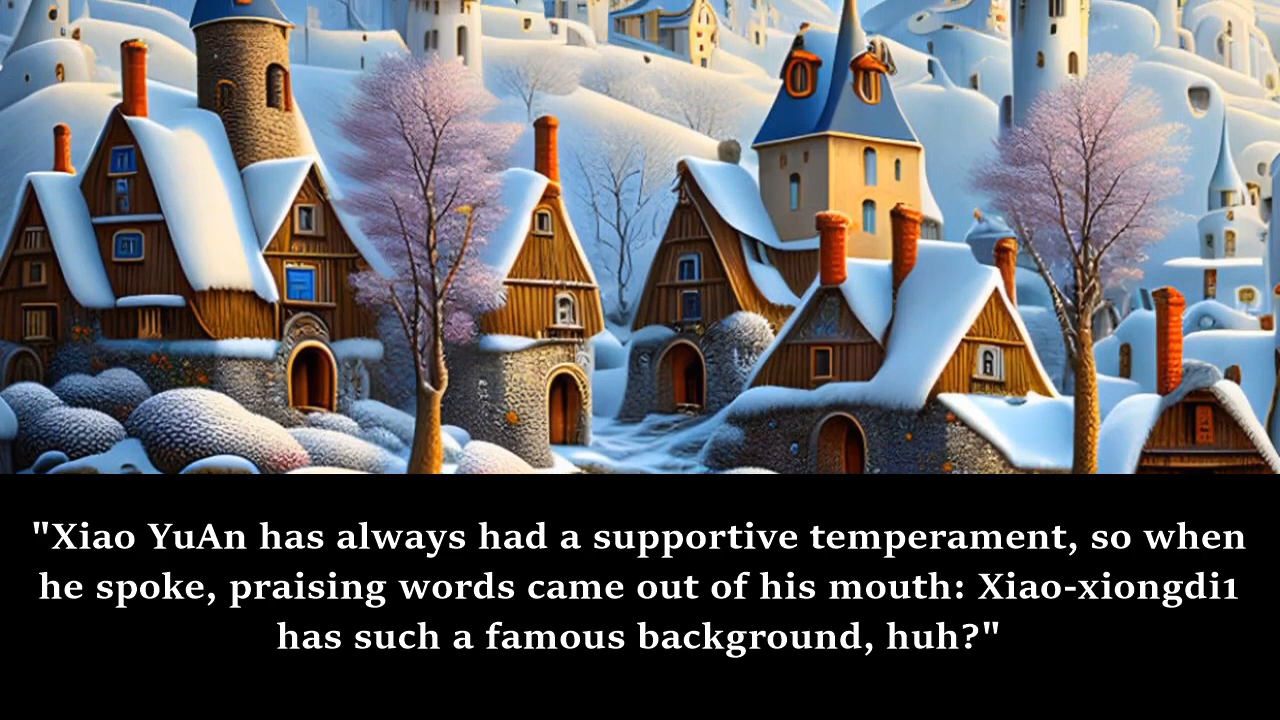 "Xiao YuAn has always had a supportive temperament, so when
he spoke, praising words came out of his mouth: Xiao-xiongdi1
has such a famous background, huh?"